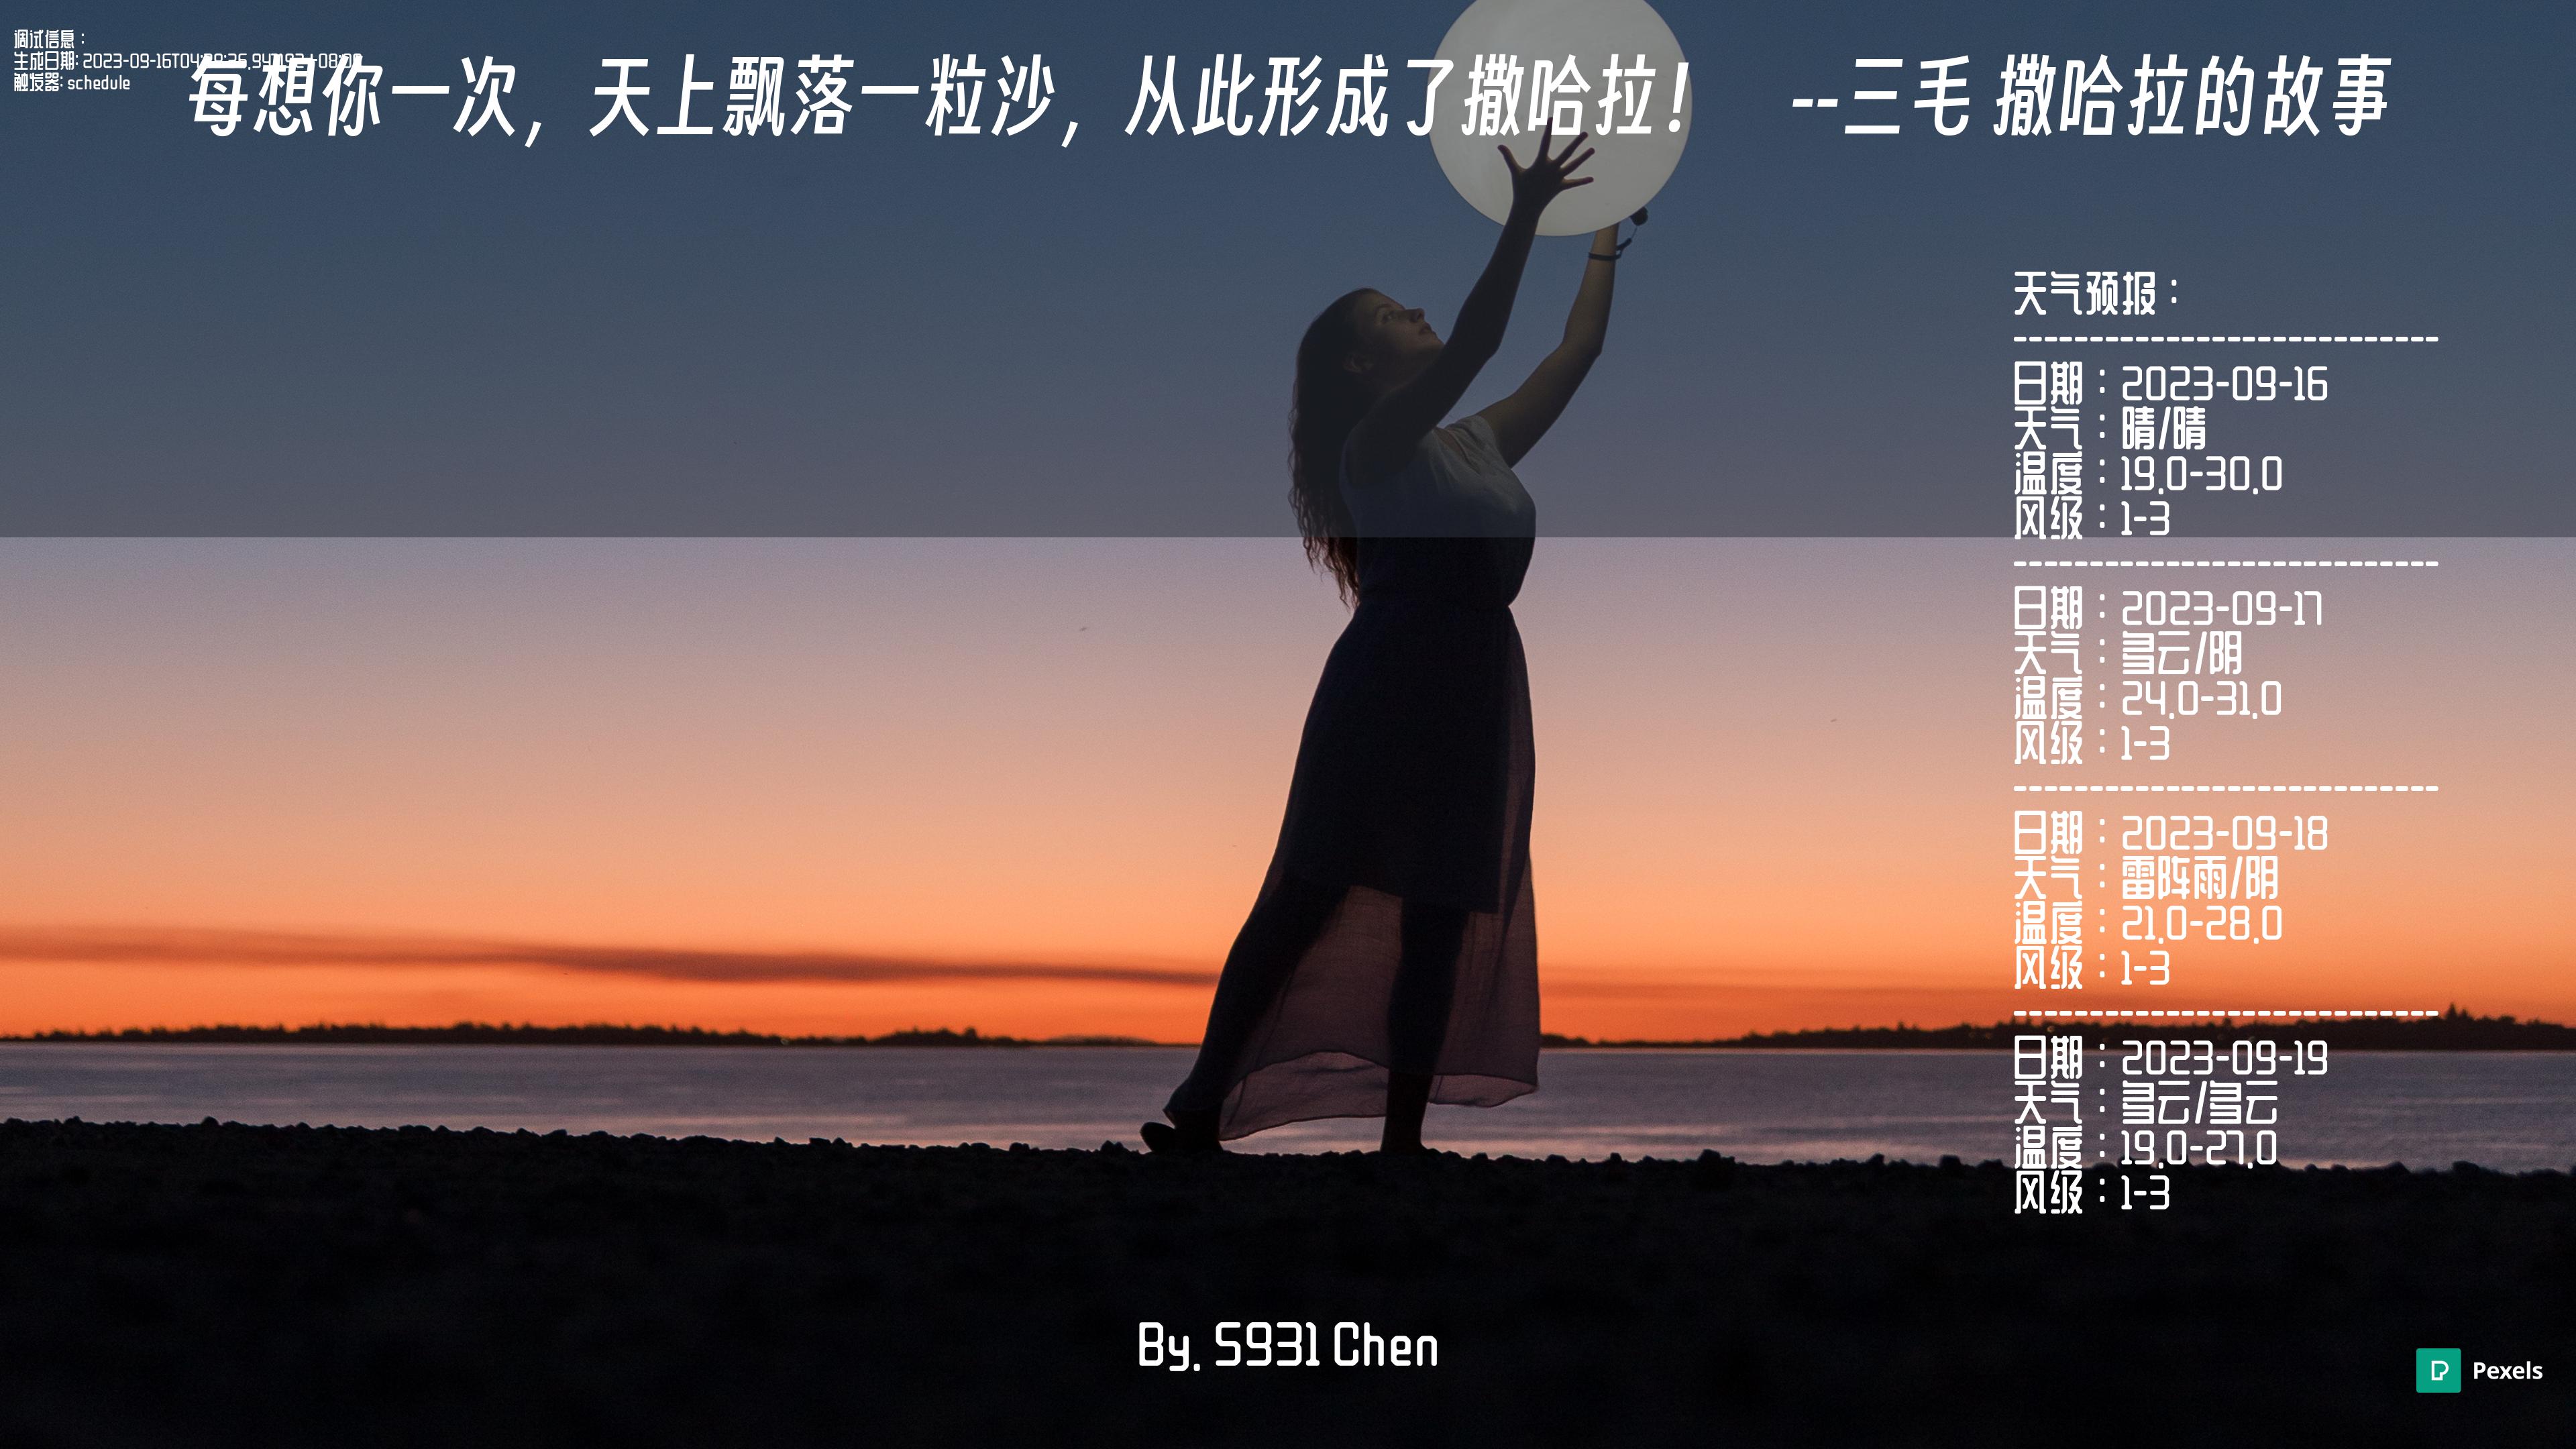 调试信息：
生成日期: 2023-09-16T04
触发器: schedule
每想你一次，天上飘落一粒沙，从此形成了撒哈拉！ --三毛 撒哈拉的故事
天气预报：
----------------------------
日期：2023-09-16
天气：晴/晴
温度：19.0-30.0
风级：1-3
----------------------------
日期：2023-09-17
天气：多云/阴
温度：24.0-31.0
风级：1-3
----------------------------
日期：2023-09-18
天气：雷阵雨/阴
温度：21.0-28.0
风级：1-3
----------------------------
日期：2023-09-19
天气：多云/多云
温度：19.0-27.0
风级：1-3
By. S931 Chen
Pexels